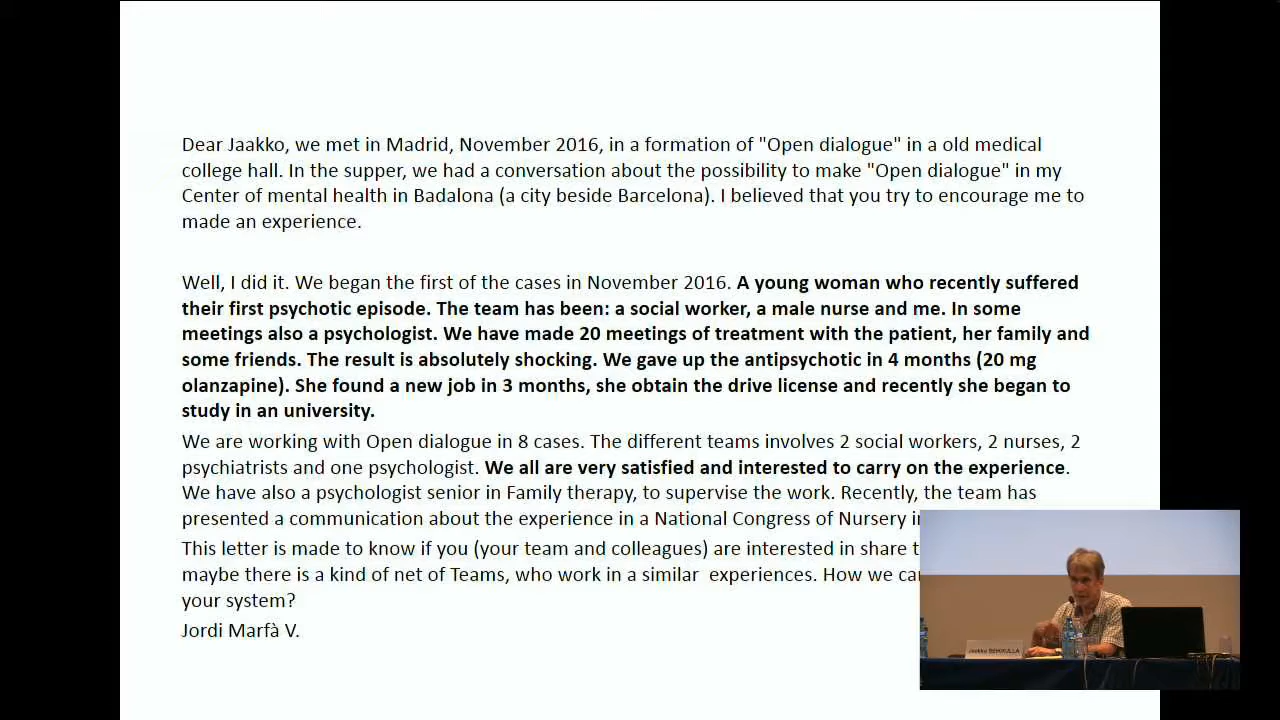 Dear Jaakko, we met in Madrid, November 2016, in a formation of "Open dialogue" in a old medical
college hall. In the supper, we had a conversation about the possibility to make "Open dialogue" in my
Center of mental health in Badalona (a city beside Barcelona). I believed that you try to encourage me to
made an experience.
Well, I did it. We began the first of the cases in November 2016. A young woman who recently suffered
their first psychotic episode. The team has been: a social worker, a male nurse and me. In some
meetings also a psychologist. We have made 20 meetings of treatment with the patient, her family and
some friends. The result is absolutely shocking. We gave up the antipsychotic in 4 months (20 mg
olanzapine). She found a new job in 3 months, she obtain the drive license and recently she began to
study in an university.
We are working with Open dialogue in 8 cases. The different teams involves 2 social workers, 2 nurses, 2
psychiatrists and one psychologist. We all are very satisfied and interested to carry on the experience.
We have also a psychologist senior in Family therapy, to supervise the work. Recently, the team has
presented a communication about the experience in a National Congress of Nursery
This letter is made to know if you (your team and colleagues) are interested in share
maybe there is a kind of net of Teams, who work in a similar experiences. How we
your system?
Jordi Marfà V.
Jaakko SEIKKULLA